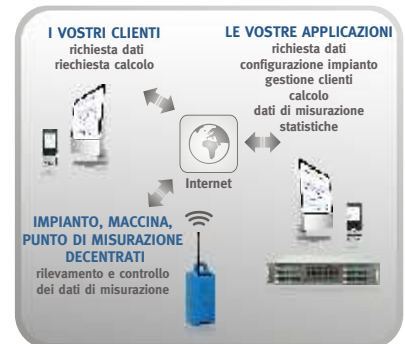 I VOSTRI CLIENTI
richiesta dati
riechiesta calcolo
LE VOSTRE APPLICAZIONI
richiesta dati
configurazione impianto
gestione clienti
calcolo
dati di misurazione
statistiche
Internet
IMPIANTO, MACCINA,
PUNTO DI MISURAZIONE
DECENTRATI
rilevamento e controllo
dei dati di misurazione